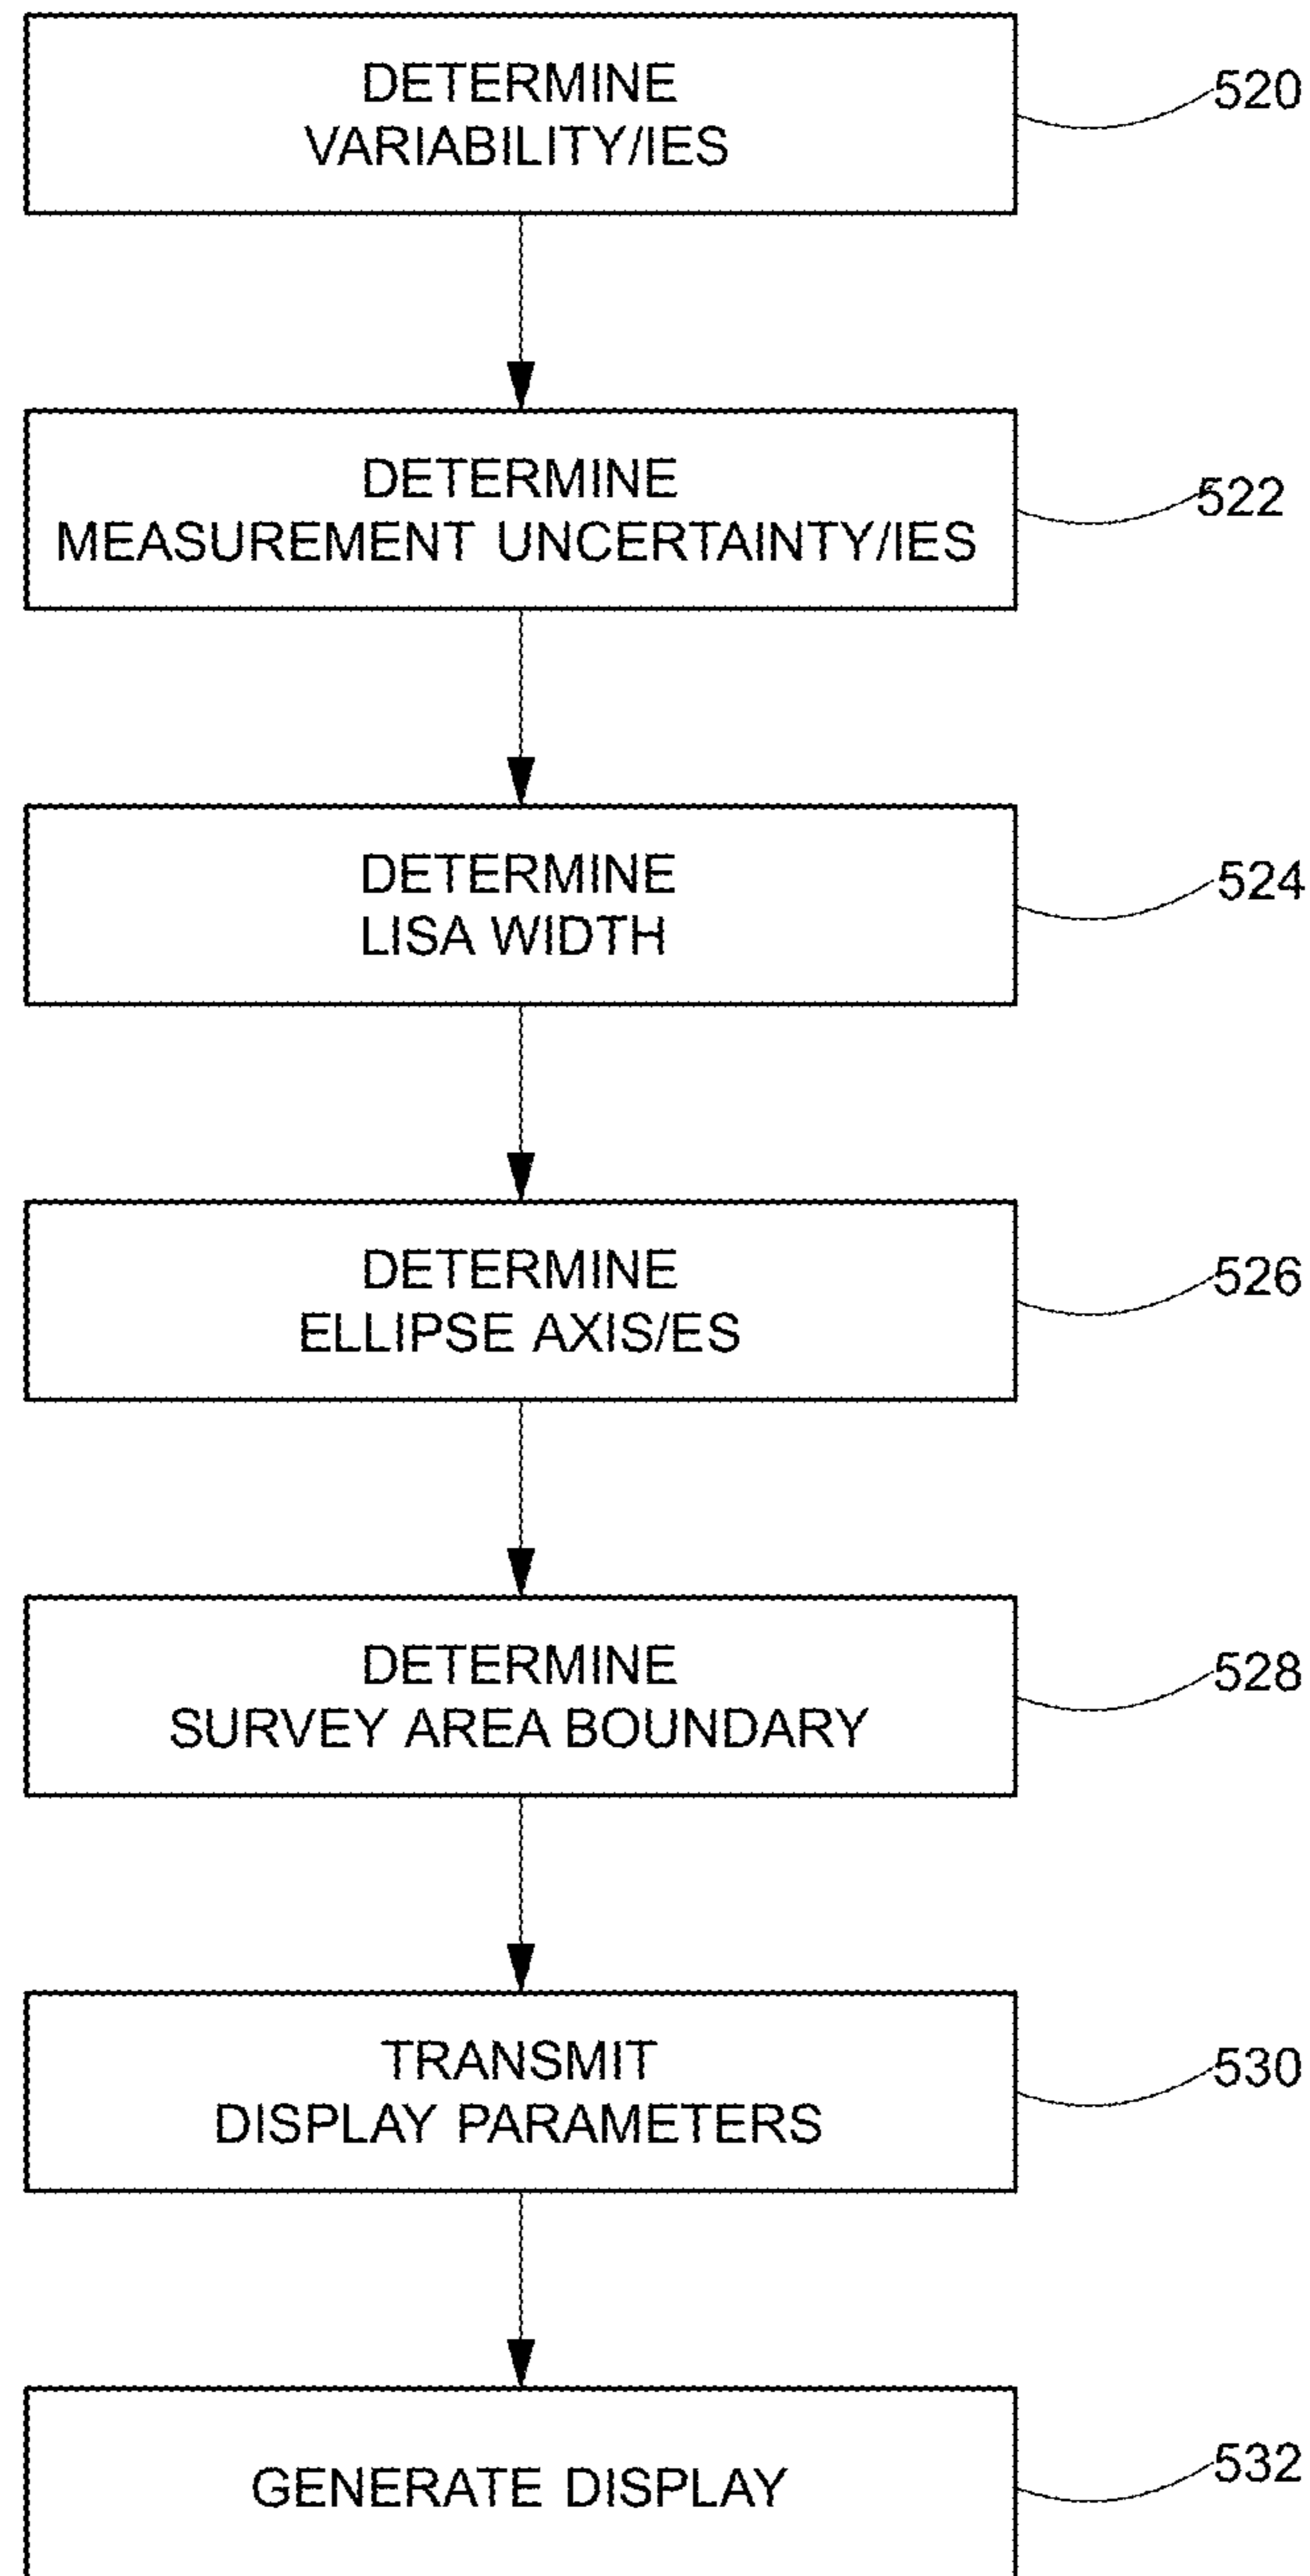 DETERMINE
VARIABILITY/IES
520
DETERMINE
MEASUREMENT UNCERTAINTY/IES
522
DETERMINE
LISA WIDTH
524
DETERMINE
ELLIPSE AXIS/ES
526
DETERMINE
SURVEY AREA BOUNDARY
528
TRANSMIT
DISPLAY PARAMETERS
530
GENERATE DISPLAY
532